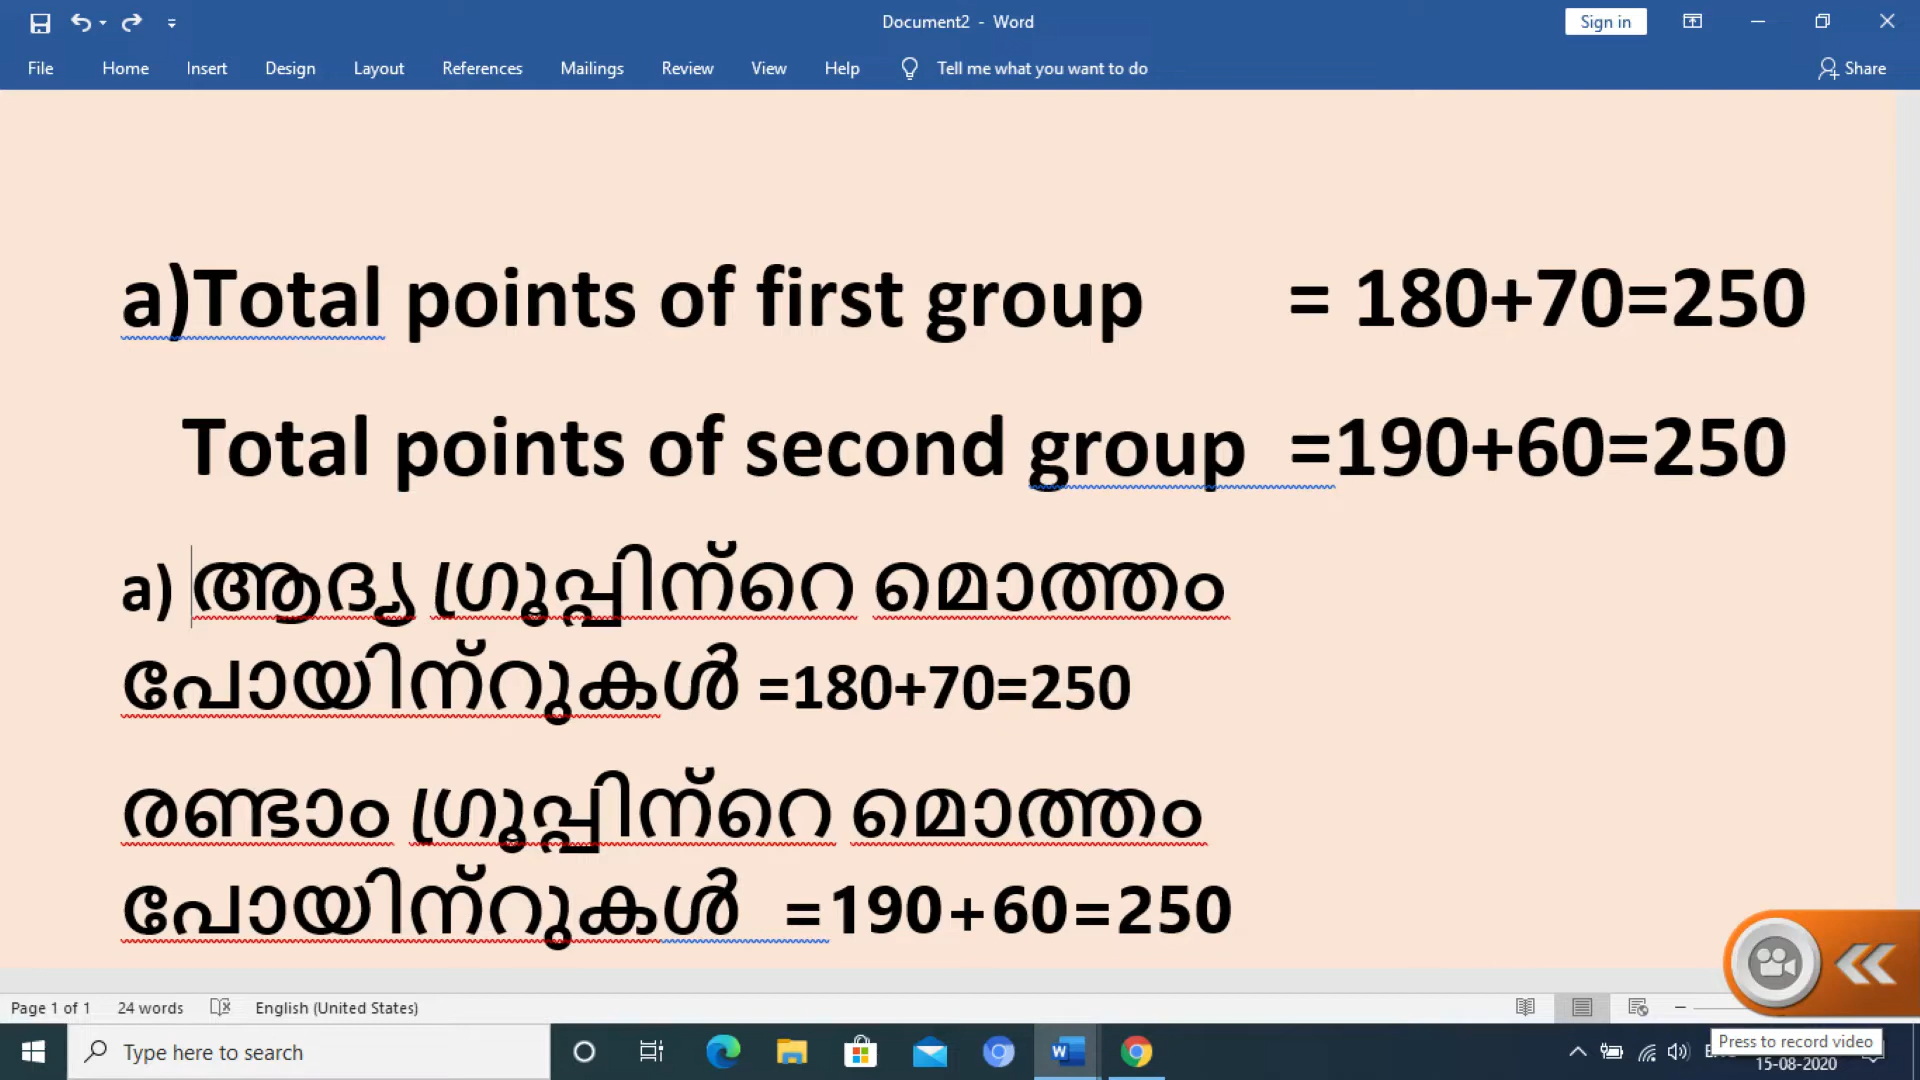 Document2 - Word
Sign in
File Home Insert Design Layout References Mailings Review View Help Tell me what you want to do Share
a)Total points of first group = 180+70=250
Total points of second group =190+60=250
a) ആദ്യ ഗ്രൂപ്പിന്റെ മൊത്തം
പോയിന്റുകൾ =180+70=250
രണ്ടാം ഗ്രൂപ്പിന്റെ മൊത്തം
പോയിന്റുകൾ =190+60=250
Page 1 of 1 24 words English (United States)
Type here to search
Press to record video
15-08-2020